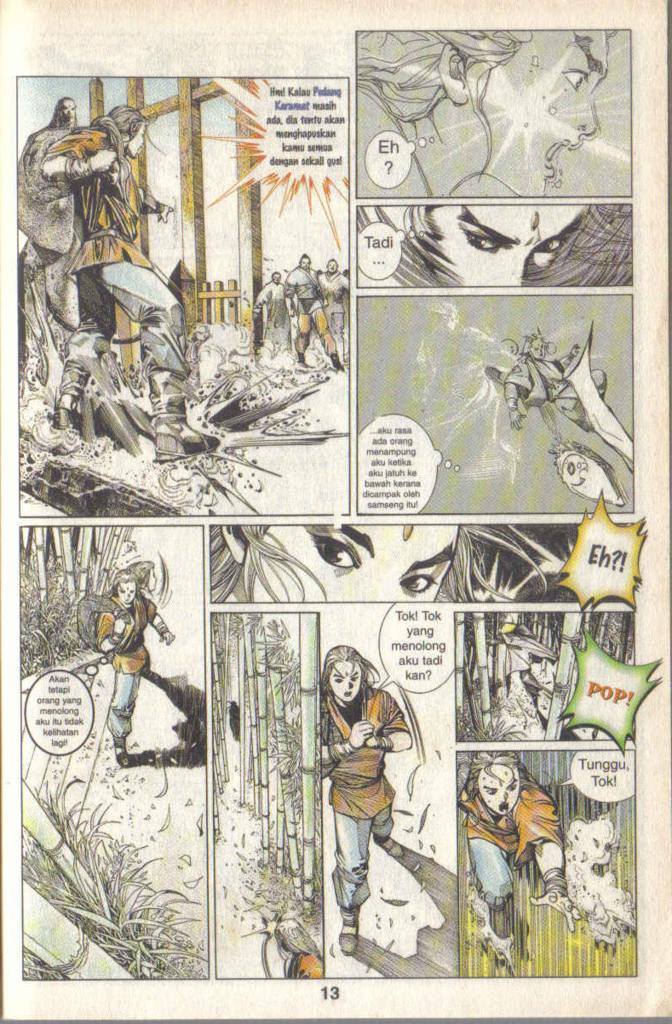 Hm! Kalau Pedang
Keramat masih
ada, dia tentu akan
menghapuskan
kamu semua
dengan sekali gus!
Eh
?
Tadi
...
...aku rasa
ada orang
menampung
aku ketika
aku jatuh ke
bawah kerana
dicampak oleh
samseng itu!
Akan
tetapi
orang yang
menolong
aku itu tidak
kelihatan
lagi!
Eh?!
Tok! Tok
yang
menolong
aku tadi
kan?
POP!
Tunggu,
Tok!
13